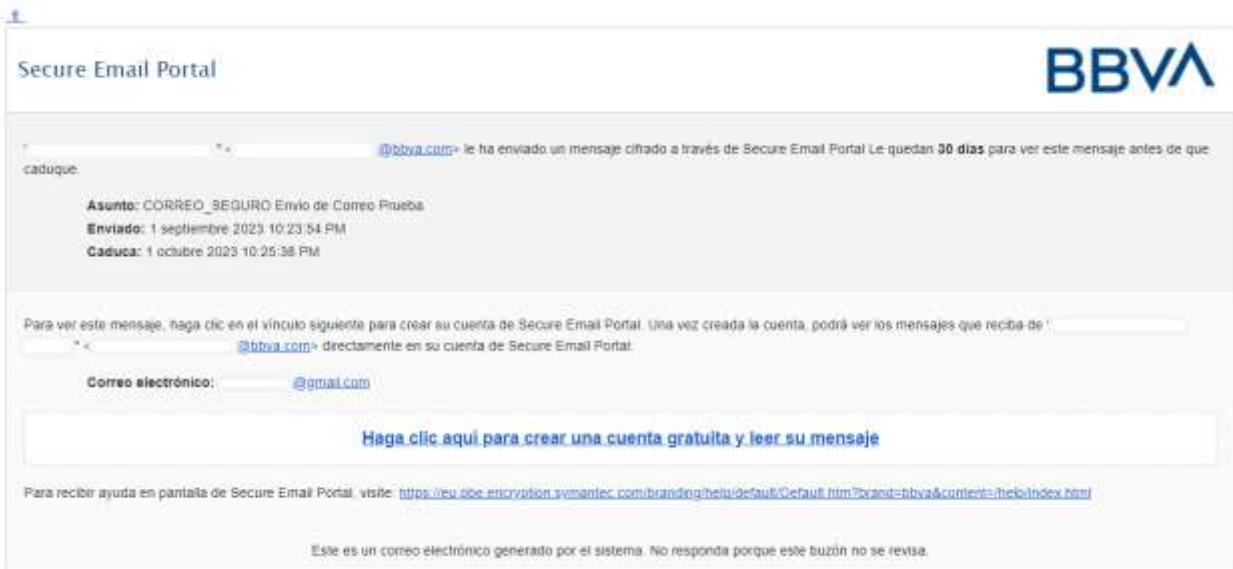 Secure Email Portal
BBVA
" < @bbva.com> le ha enviado un mensaje cifrado a través de Secure Email Portal Le quedan 30 días para ver este mensaje antes de que
caduque.
Asunto: CORREO_SEGURO Envio de Correo Prueba
Enviado: 1 septiembre 2023 10:23:54 PM
Caduca: 1 octubre 2023 10:25:38 PM
Para ver este mensaje, haga clic en el vínculo siguiente para crear su cuenta de Secure Email Portal. Una vez creada la cuenta, podrá ver los mensajes que reciba de "
" < @bbva.com> directamente en su cuenta de Secure Email Portal.
Correo electrónico: @gmail.com
Haga clic aquí para crear una cuenta gratuita y leer su mensaje
Para recibir ayuda en pantalla de Secure Email Portal, visite: https://eu.pbe.encryption.symantec.com/branding/help/default/Default.htm?brand=bbva&content=/help/index.html
Este es un correo electrónico generado por el sistema. No responda porque este buzón no se revisa.